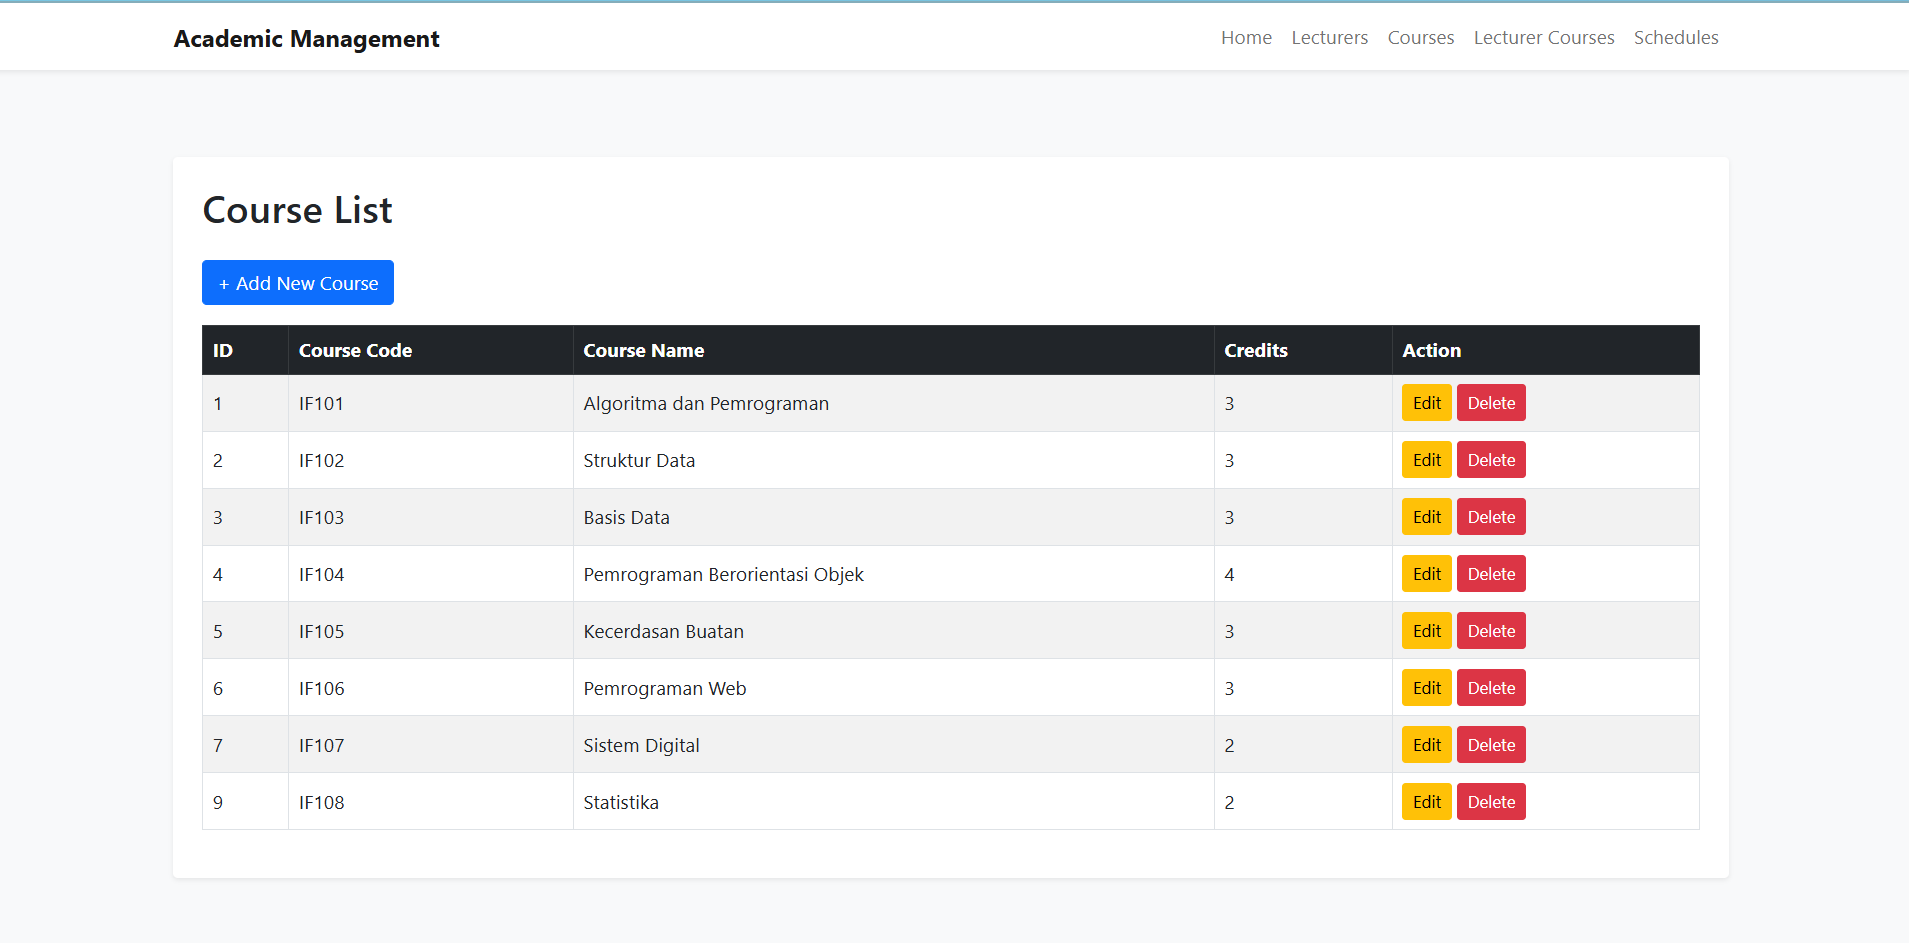 Academic Management Home Lecturers Courses Lecturer Courses Schedules
Course List
+ Add New Course
ID Course Code Course Name Credits Action
1 IF101 Algoritma dan Pemrograman 3 Edit Delete
2 IF102 Struktur Data 3 Edit Delete
3 IF103 Basis Data 3 Edit Delete
4 IF104 Pemrograman Berorientasi Objek 4 Edit Delete
5 IF105 Kecerdasan Buatan 3 Edit Delete
6 IF106 Pemrograman Web 3 Edit Delete
7 IF107 Sistem Digital 2 Edit Delete
9 IF108 Statistika 2 Edit Delete